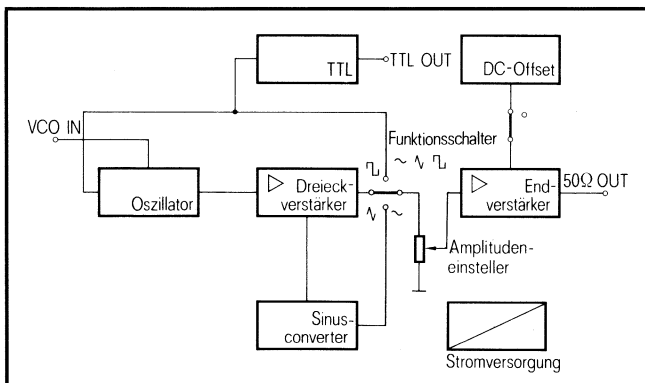 TTL
TTL OUT
DC-Offset
VCO IN
Funktionsschalter
Oszillator
Dreieck-
verstärker
End-
verstärker
50Ω OUT
Amplituden-
einsteller
Sinus-
converter
Stromversorgung